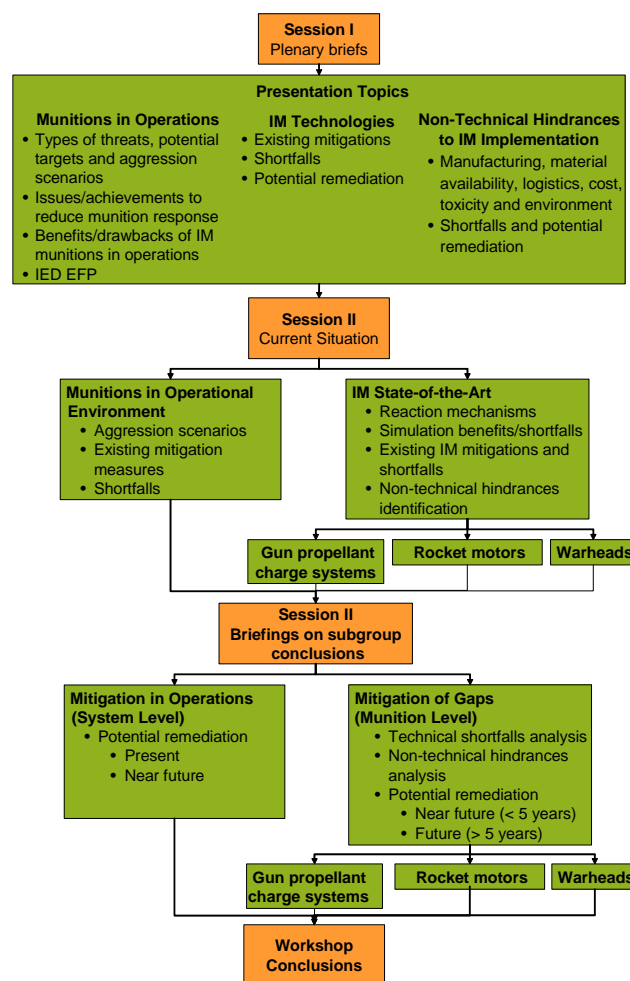 Session I
Plenary briefs
Presentation Topics
Munitions in Operations
• Types of threats, potential
targets and aggression
scenarios
• Issues/achievements to
reduce munition response
• Benefits/drawbacks of IM
munitions in operations
• IED EFP
IM Technologies
• Existing mitigations
• Shortfalls
• Potential remediation
Non-Technical Hindrances
to IM Implementation
• Manufacturing, material
availability, logistics, cost,
toxicity and environment
• Shortfalls and potential
remediation
Session II
Current Situation
Munitions in Operational
Environment
• Aggression scenarios
• Existing mitigation
measures
• Shortfalls
IM State-of-the-Art
• Reaction mechanisms
• Simulation benefits/shortfalls
• Existing IM mitigations and
shortfalls
• Non-technical hindrances
identification
Gun propellant
charge systems
Rocket motors
Warheads
Session II
Briefings on subgroup
conclusions
Mitigation in Operations
(System Level)
• Potential remediation
• Present
• Near future
Mitigation of Gaps
(Munition Level)
• Technical shortfalls analysis
• Non-technical hindrances
analysis
• Potential remediation
• Near future (< 5 years)
• Future (> 5 years)
Gun propellant
charge systems
Rocket motors
Warheads
Workshop
Conclusions